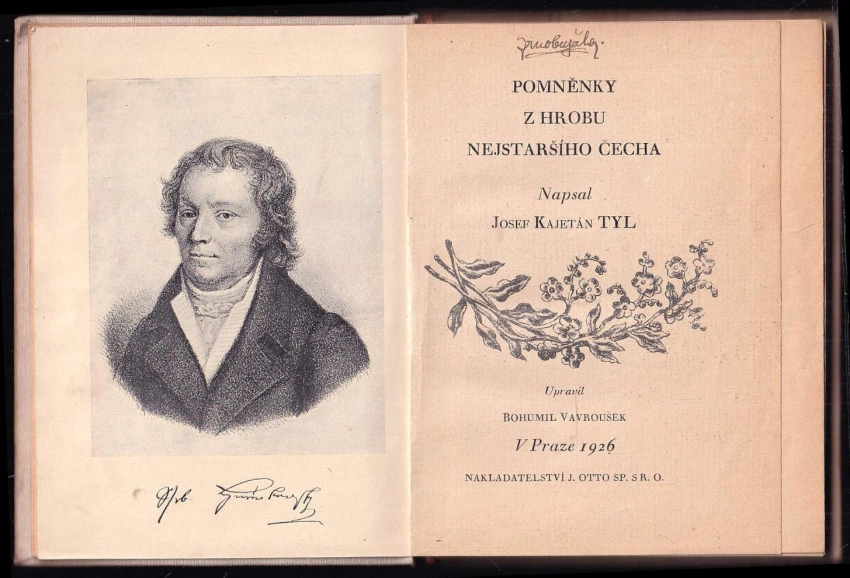 POMNĚNKY
Z HROBU
NEJSTARŠÍHO ČECHA
Napsal
JOSEF KAJETÁN TYL
Upravil
BOHUMIL VAVROUŠEK
V Praze 1926
NAKLADATELSTVÍ J. OTTO SP. S R. O.